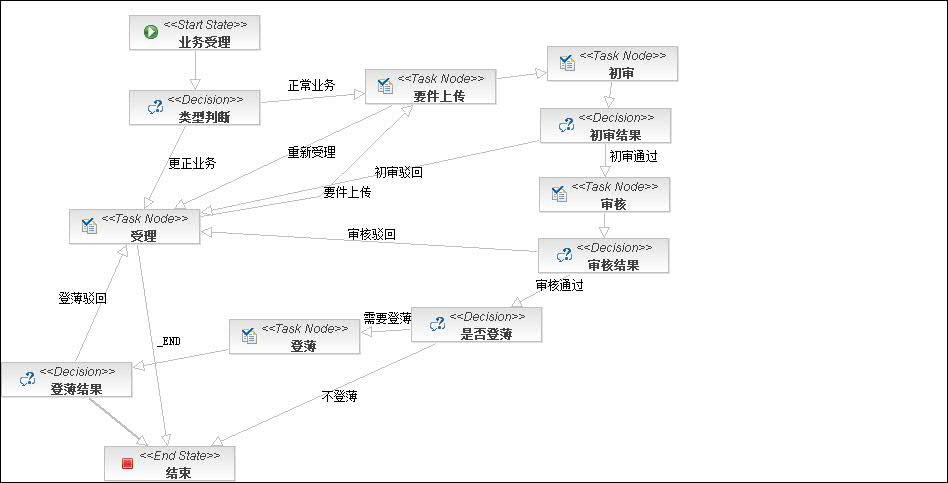 <<Start State>>
业务受理
<<Decision>>
类型判断
正常业务
<<Task Node>>
要件上传
<<Task Node>>
初审
<<Decision>>
初审结果
更正业务
重新受理
初审驳回
初审通过
要件上传
<<Task Node>>
审核
<<Task Node>>
受理
审核驳回
<<Decision>>
审核结果
审核通过
登薄驳回
_END
<<Task Node>>
登薄
需要登薄
<<Decision>>
是否登薄
<<Decision>>
登薄结果
不登薄
<<End State>>
结束